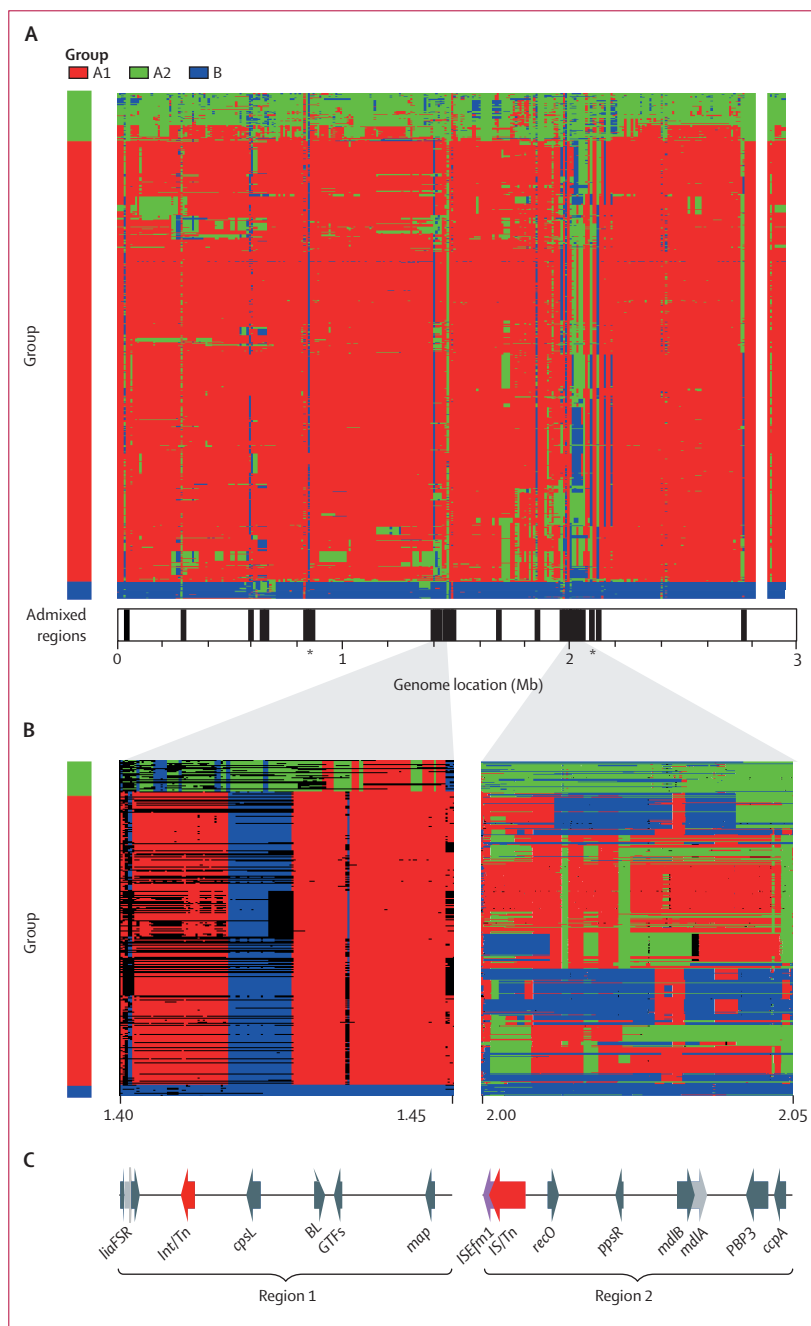 A
Group
A1 A2 B
Group
Admixed
regions
0 1 2 3
* *
Genome location (Mb)
B
Group
1.40 1.45 2.00 2.05
C
liaFSR Int/Tn cpsL BL GTFs map ISEfm1 IS/Tn recO ppsR mdlB mdlA PBP3 ccpA
Region 1 Region 2